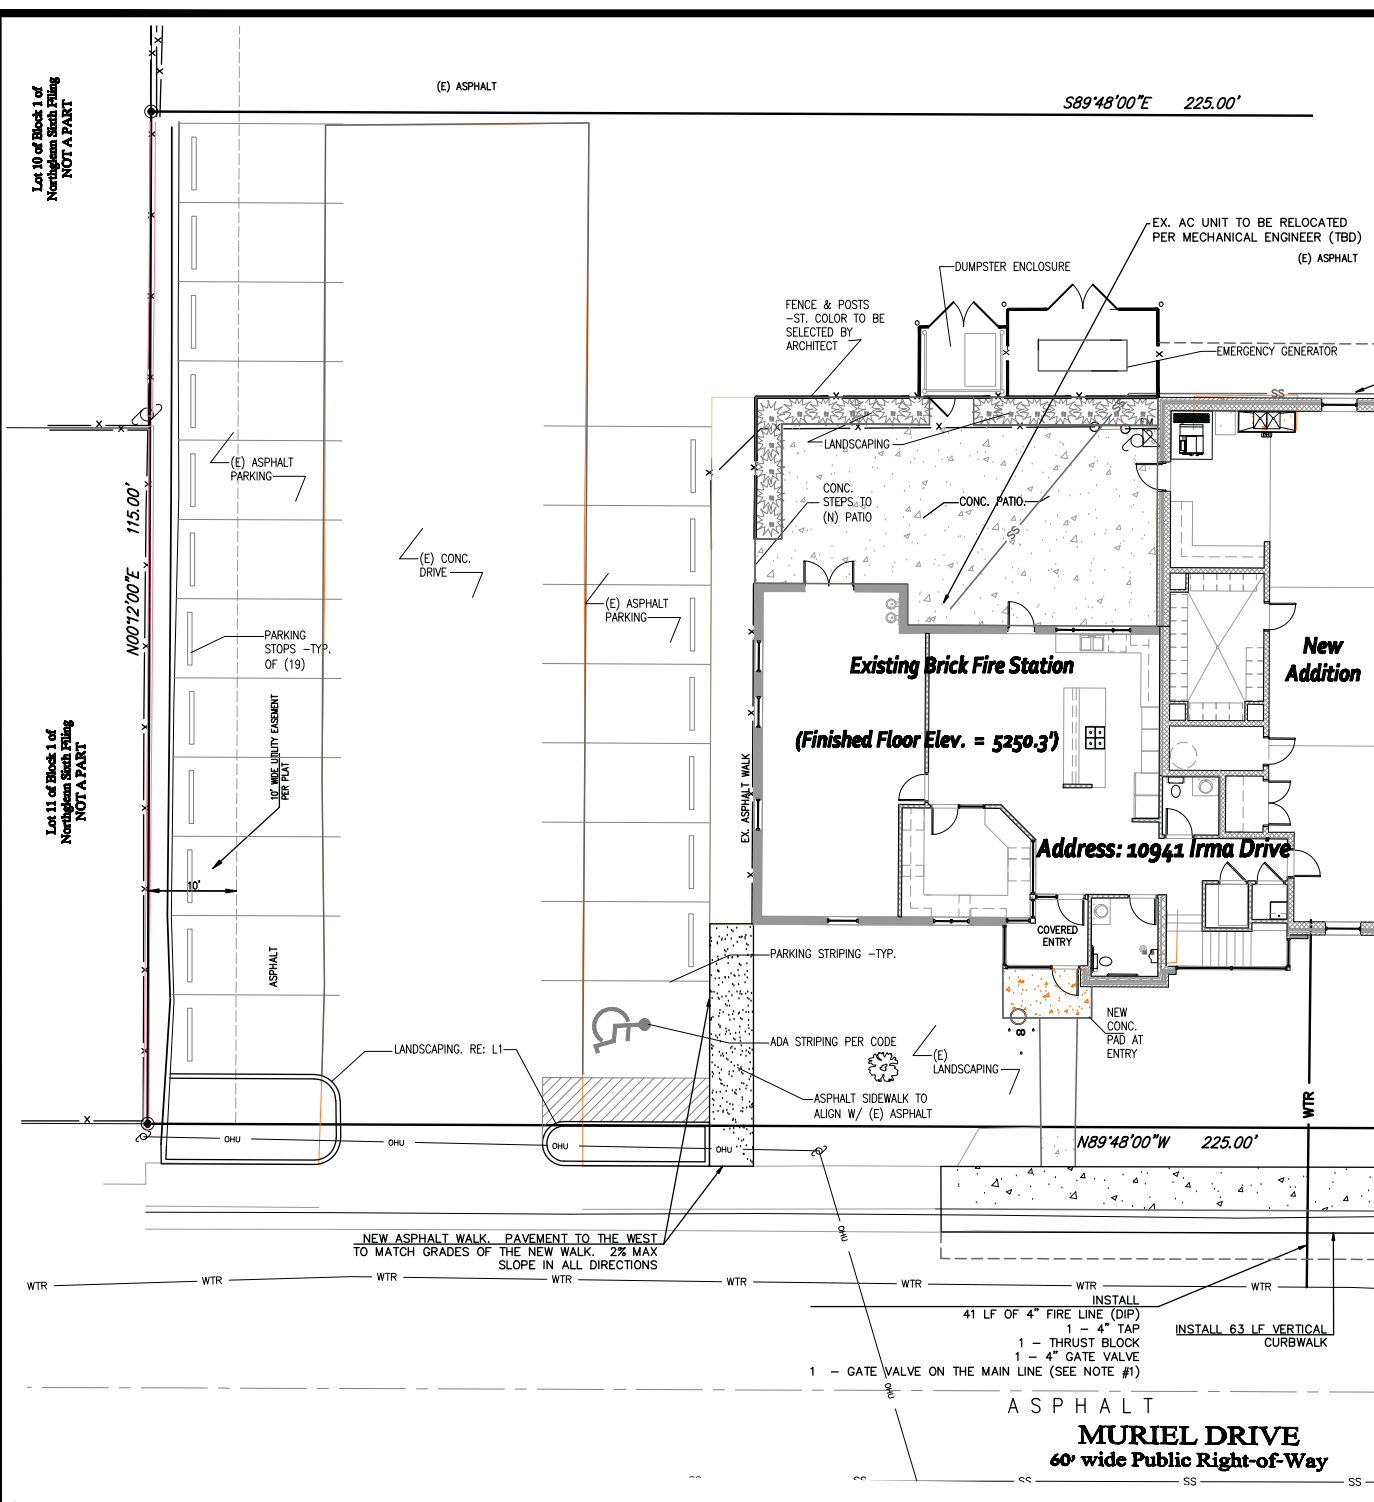 (E) ASPHALT
S89°48'00"E 225.00'
Lot 10 of Block 1 of
Northglenn Sixth Filing
NOT A PART
EX. AC UNIT TO BE RELOCATED
PER MECHANICAL ENGINEER (TBD)
(E) ASPHALT
DUMPSTER ENCLOSURE
FENCE & POSTS
-ST. COLOR TO BE
SELECTED BY
ARCHITECT
EMERGENCY GENERATOR
SS
SS
EM
LANDSCAPING
(E) ASPHALT
PARKING
CONC.
STEPS TO
(N) PATIO
CONC. PATIO.
SS
N00°12'00"E 115.00'
(E) CONC.
DRIVE
(E) ASPHALT
PARKING
PARKING
STOPS -TYP.
OF (19)
Existing Brick Fire Station
New
Addition
(Finished Floor Elev. = 5250.3')
10' WIDE UTILITY EASEMENT
PER PLAT
Lot 11 of Block 1 of
Northglenn Sixth Filing
NOT A PART
EX. ASPHALT WALK
Address: 10941 Irma Drive
10'
COVERED
ENTRY
ASPHALT
PARKING STRIPING -TYP.
NEW
CONC.
PAD AT
ENTRY
ADA STRIPING PER CODE
LANDSCAPING. RE: L1
(E)
LANDSCAPING
ASPHALT SIDEWALK TO
ALIGN W/ (E) ASPHALT
WTR
OHU OHU OHU OHU
N89°48'00"W 225.00'
OHU
NEW ASPHALT WALK. PAVEMENT TO THE WEST
TO MATCH GRADES OF THE NEW WALK. 2% MAX
SLOPE IN ALL DIRECTIONS
WTR WTR WTR WTR WTR WTR WTR WTR
INSTALL
41 LF OF 4" FIRE LINE (DIP)
1 - 4" TAP
1 - THRUST BLOCK
1 - 4" GATE VALVE
1 - GATE VALVE ON THE MAIN LINE (SEE NOTE #1)
INSTALL 63 LF VERTICAL
CURBWALK
OHU
ASPHALT
MURIEL DRIVE
60' wide Public Right-of-Way
SS SS SS